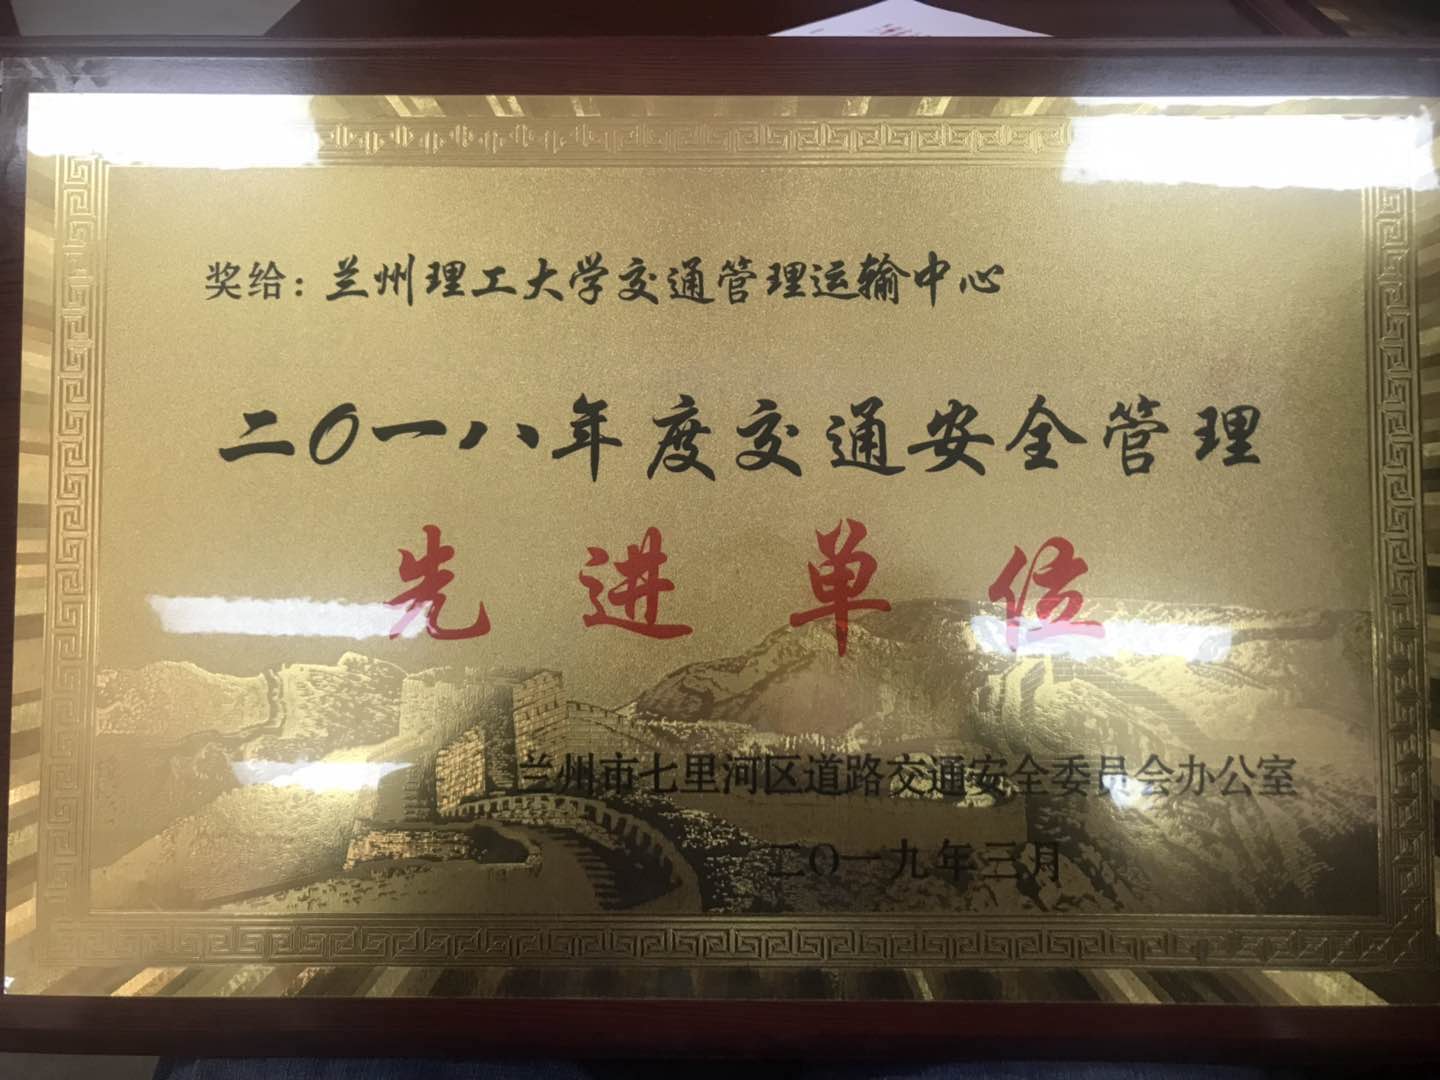 奖给：兰州理工大学交通管理运输中心
二〇一八年度交通安全管理
先进单位
兰州市七里河区道路交通安全委员会办公室
二〇一九年三月